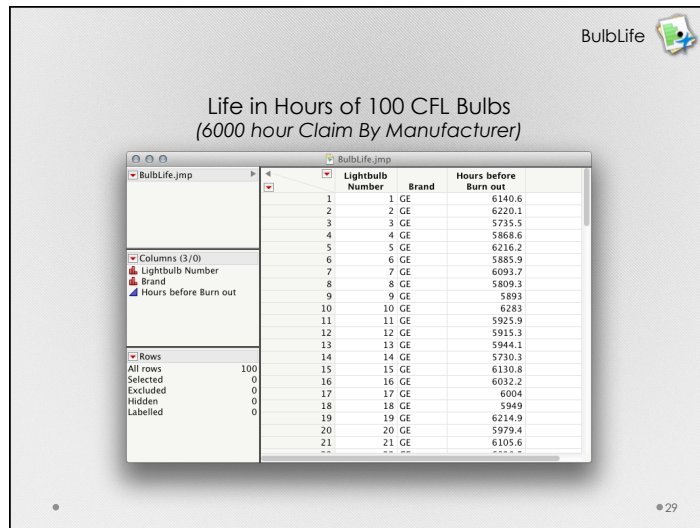 BulbLife
Life in Hours of 100 CFL Bulbs
(6000 hour Claim By Manufacturer)
BulbLife.jmp
BulbLife.jmp
Columns (3/0)
Lightbulb Number
Brand
Hours before Burn out
Rows
All rows 100
Selected 0
Excluded 0
Hidden 0
Labelled 0
Lightbulb Number Brand Hours before Burn out
1 1 GE 6140.6
2 2 GE 6220.1
3 3 GE 5735.5
4 4 GE 5868.6
5 5 GE 6216.2
6 6 GE 5885.9
7 7 GE 6093.7
8 8 GE 5809.3
9 9 GE 5893
10 10 GE 6283
11 11 GE 5925.9
12 12 GE 5915.3
13 13 GE 5944.1
14 14 GE 5730.3
15 15 GE 6130.8
16 16 GE 6032.2
17 17 GE 6004
18 18 GE 5949
19 19 GE 6214.9
20 20 GE 5979.4
21 21 GE 6105.6
29